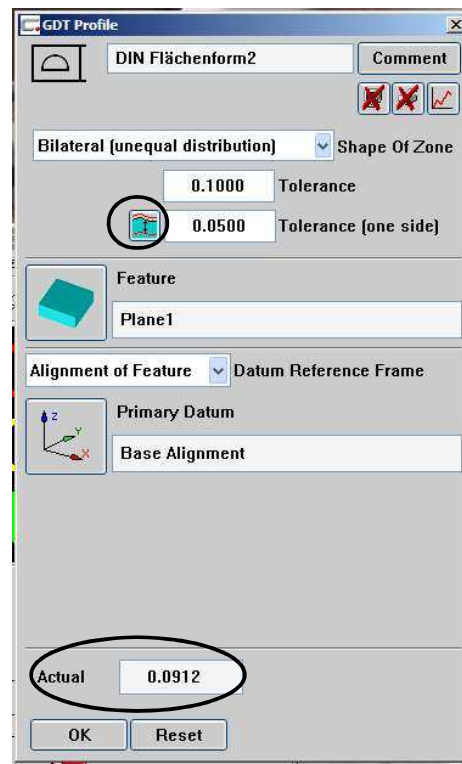 GDT Profile
DIN Flächenform2
Comment
Bilateral (unequal distribution)
Shape Of Zone
0.1000 Tolerance
0.0500 Tolerance (one side)
Feature
Plane1
Alignment of Feature
Datum Reference Frame
Z
Y
X
Primary Datum
Base Alignment
Actual 0.0912
OK Reset